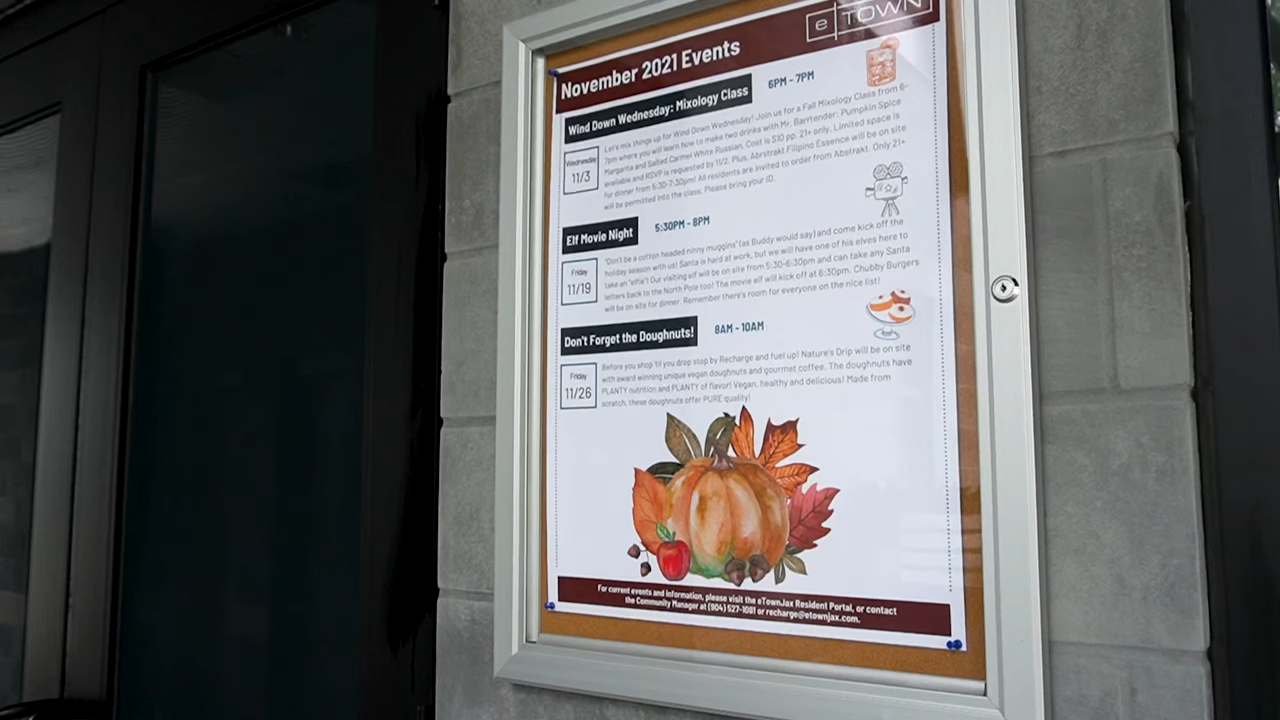 e TOWN
November 2021 Events
Wind Down Wednesday: Mixology Class
6PM - 7PM
Wednesday
11/3
Let's mix things up for Wind Down Wednesday! Join us for a Fall Mixology Class from 6-
7pm where you will learn how to make two drinks with Mr. Barrtender: Pumpkin Spice
Margarita and Salted Carmel White Russian. Cost is $10 pp. 21+ only. Limited space is
available and RSVP is requested by 11/2. Plus, Abrstrakt Filipino Essence will be on site
for dinner from 5:30-7:30pm! All residents are invited to order from Abstrakt. Only 21+
will be permitted into the class. Please bring your ID.
Elf Movie Night
5:30PM - 8PM
Friday
11/19
"Don't be a cotton headed ninny muggins" (as Buddy would say) and come kick off the
holiday season with us! Santa is hard at work, but we will have one of his elves here to
take an "elfie"! Our visiting elf will be on site from 5:30-6:30pm and can take any Santa
letters back to the North Pole too! The movie elf will kick off at 6:30pm. Chubby Burgers
will be on site for dinner. Remember there's room for everyone on the nice list!
Don't Forget the Doughnuts!
8AM - 10AM
Friday
11/26
Before you shop 'til you drop stop by Recharge and fuel up! Nature's Drip will be on site
with award winning unique vegan doughnuts and gourmet coffee. The doughnuts have
PLANTY nutrition and PLANTY of flavor! Vegan, healthy and delicious! Made from
scratch, these doughnuts offer PURE quality!
For current events and information, please visit the eTownJax Resident Portal, or contact
the Community Manager at (904) 527-1081 or recharge@etownjax.com.